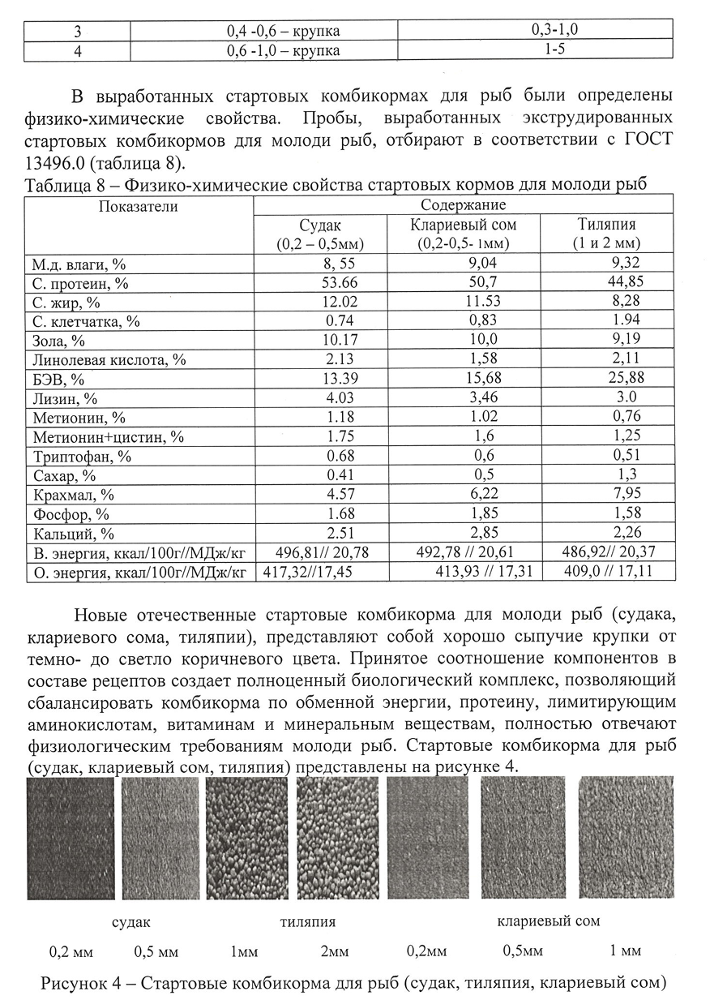 3 0,4 -0,6 – крупка 0,3-1,0
4 0,6 -1,0 – крупка 1-5
В выработанных стартовых комбикормах для рыб были определены
физико-химические свойства. Пробы, выработанных экструдированных
стартовых комбикормов для молоди рыб, отбирают в соответствии с ГОСТ
13496.0 (таблица 8).
Таблица 8 – Физико-химические свойства стартовых кормов для молоди рыб
Показатели Содержание
Судак Клариевый сом Тиляпия
(0,2 – 0,5мм) (0,2-0,5- 1мм) (1 и 2 мм)
М.д. влаги, % 8, 55 9,04 9,32
С. протеин, % 53.66 50,7 44,85
С. жир, % 12.02 11.53 8,28
С. клетчатка, % 0.74 0,83 1.94
Зола, % 10.17 10,0 9,19
Линолевая кислота, % 2.13 1,58 2,11
БЭВ, % 13.39 15,68 25,88
Лизин, % 4.03 3,46 3.0
Метионин, % 1.18 1.02 0,76
Метионин+цистин, % 1.75 1,6 1,25
Триптофан, % 0.68 0,6 0,51
Сахар, % 0.41 0,5 1,3
Крахмал, % 4.57 6,22 7,95
Фосфор, % 1.68 1,85 1,58
Кальций, % 2.51 2,85 2,26
В. энергия, ккал/100г//МДж/кг 496,81// 20,78 492,78 // 20,61 486,92// 20,37
О. энергия, ккал/100г//МДж/кг 417,32//17,45 413,93 // 17,31 409,0 // 17,11
Новые отечественные стартовые комбикорма для молоди рыб (судака,
клариевого сома, тиляпии), представляют собой хорошо сыпучие крупки от
темно- до светло коричневого цвета. Принятое соотношение компонентов в
составе рецептов создает полноценный биологический комплекс, позволяющий
сбалансировать комбикорма по обменной энергии, протеину, лимитирующим
аминокислотам, витаминам и минеральным веществам, полностью отвечают
физиологическим требованиям молоди рыб. Стартовые комбикорма для рыб
(судак, клариевый сом, тиляпия) представлены на рисунке 4.
судак тиляпия клариевый сом
0,2 мм 0,5 мм 1мм 2мм 0,2мм 0,5мм 1 мм
Рисунок 4 – Стартовые комбикорма для рыб (судак, тиляпия, клариевый сом)